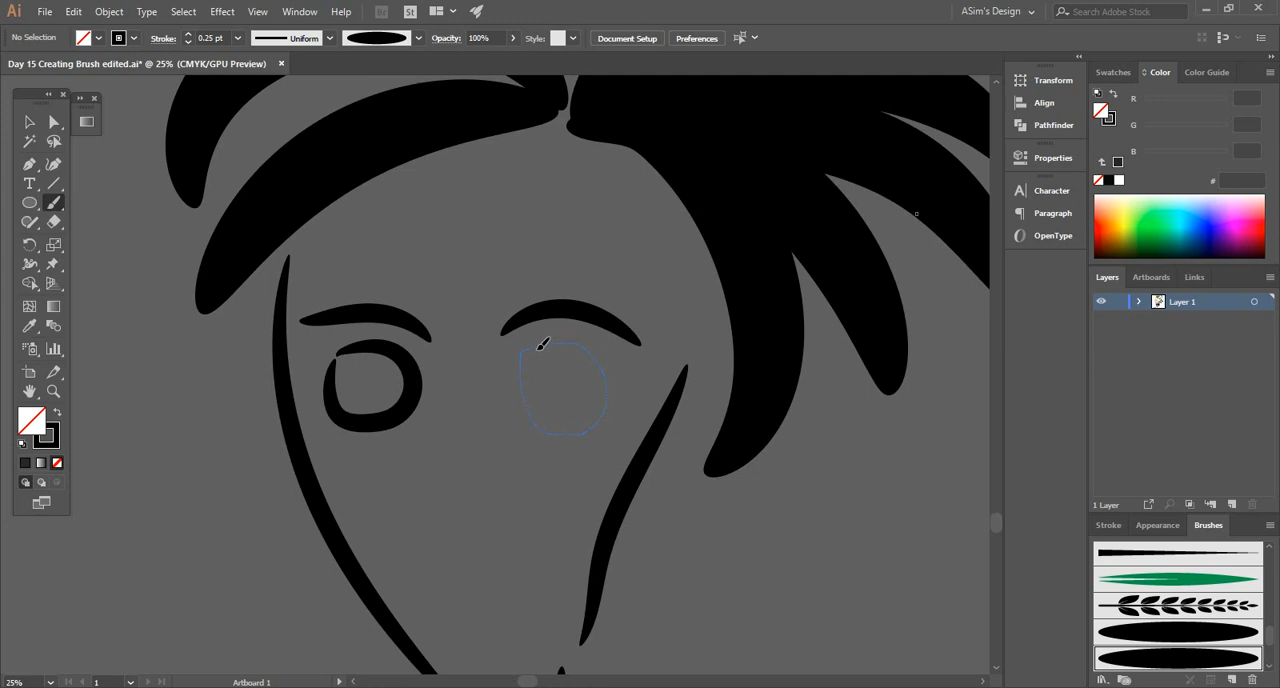 Ai File Edit Object Type Select Effect View Window Help Br St ASim's Design Search Adobe Stock
No Selection Stroke: 0.25 pt Uniform Opacity: 100% Style: Document Setup Preferences
Day 15 Creating Brush edited.ai* @ 25% (CMYK/GPU Preview)
Transform
Align
Pathfinder
Properties
Character
Paragraph
OpenType
Swatches Color Color Guide
R
G
B
#
Layers Artboards Links
Layer 1
1 Layer
Stroke Appearance Brushes
25% 1 Artboard 1